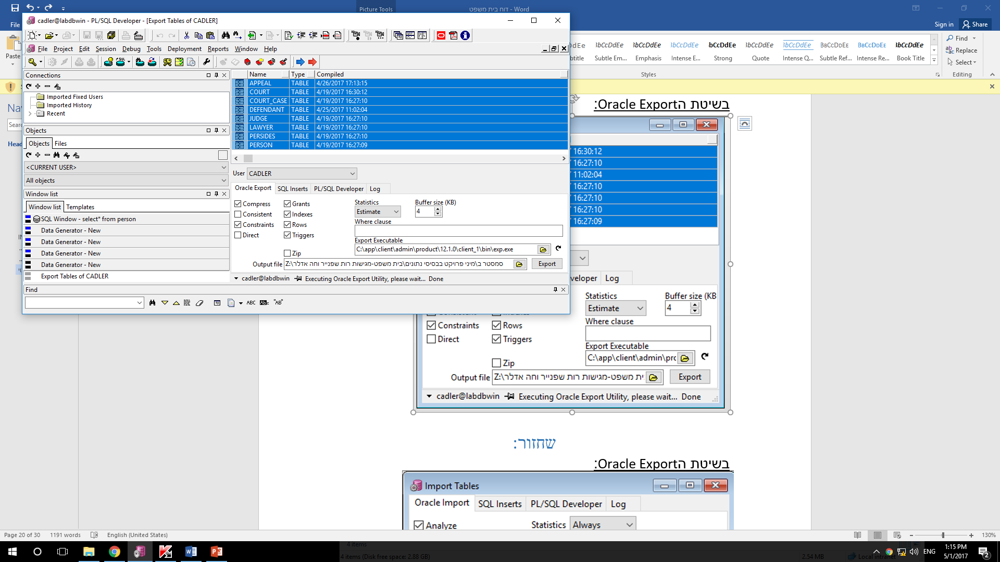 Picture Tools
דוח בית משפט - Word
File
Sign in
Share
cadler@labdbwin - PL/SQL Developer - [Export Tables of CADLER]
File Project Edit Session Debug Tools Deployment Reports Window Help
Paste
Subtle Em...
Emphasis
Intense E...
Strong
Quote
Intense Q...
Subtle Ref...
Intense Re...
Book Title
Styles
Find
Replace
Select
Editing
Connections
Imported Fixed Users
Imported History
Recent
Objects
Objects Files
<CURRENT USER>
All objects
Window list
Window list Templates
SQL Window - select* from person
Data Generator - New
Data Generator - New
Data Generator - New
Data Generator - New
Export Tables of CADLER
Name Type Compiled
APPEAL TABLE 4/26/2017 17:13:15
COURT TABLE 4/19/2017 16:30:12
COURT_CASE TABLE 4/19/2017 16:27:10
DEFENDANT TABLE 4/25/2017 11:02:04
JUDGE TABLE 4/19/2017 16:27:10
LAWYER TABLE 4/19/2017 16:27:10
PERSIDES TABLE 4/19/2017 16:27:10
PERSON TABLE 4/19/2017 16:27:09
User CADLER
Oracle Export SQL Inserts PL/SQL Developer Log
Compress Grants Statistics Buffer size (KB)
Consistent Indexes Estimate 4
Constraints Rows Where clause
Direct Triggers
Export Executable
C:\app\client\admin\product\12.1.0\client_1\bin\exp.exe
Zip
Output file Z:\סמסטר ב\מיני פרויקט בבסיסי נתונים\בית משפט-מגישות רות שפנייר וחה אדלר Export
cadler@labdbwin Executing Oracle Export Utility, please wait... Done
Find
בשיטת הOracle Export:
16:30:12
16:27:10
11:02:04
16:27:10
16:27:10
16:27:10
16:27:09
veloper Log
Statistics Buffer size (KB
Estimate 4
Where clause
Constraints Rows
Direct Triggers
Export Executable
C:\app\client\admin\prc
Zip
Output file Z:\ית משפט-מגישות רות שפנייר וחה אדלר Export
cadler@labdbwin Executing Oracle Export Utility, please wait... Done
שחזור:
בשיטת הOracle Export:
Import Tables
Oracle Import SQL Inserts PL/SQL Developer Log
Analyze Statistics Always
Page 20 of 30 1191 words English (United States)
130%
4 items
4 items (Disk free space: 2.88 GB)
2.54 MB
Local intranet
ENG
1:15 PM
5/1/2017
2